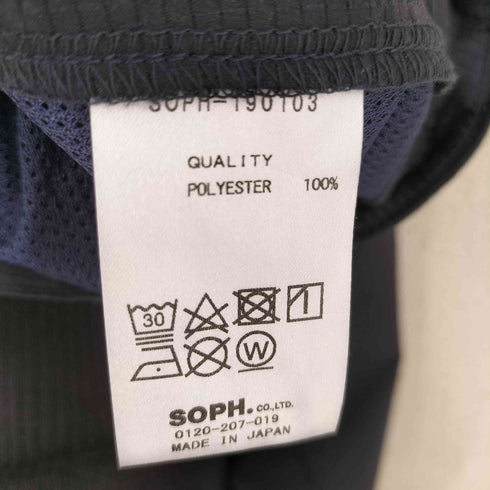 SOPH-190103
QUALITY
POLYESTER 100%
30
W
SOPH. CO.,LTD.
0120-207-019
MADE IN JAPAN